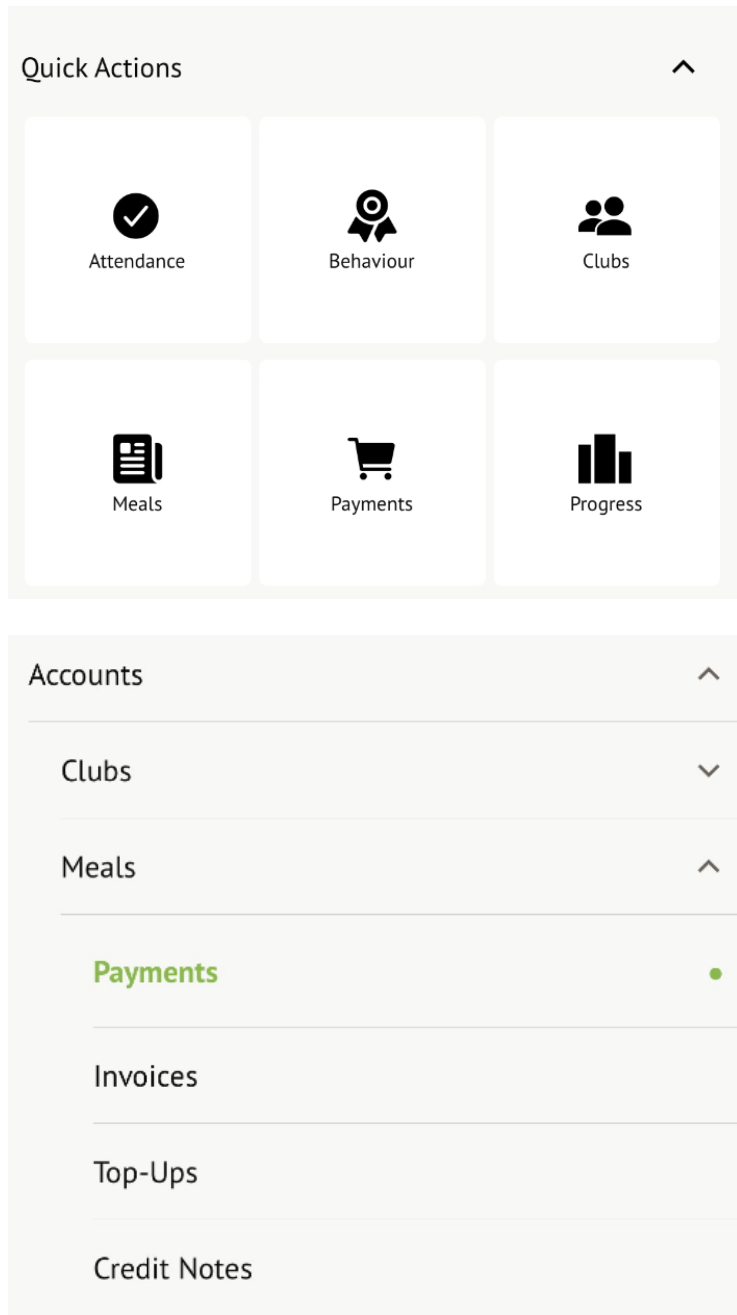 Quick Actions
Attendance Behaviour Clubs
Meals Payments Progress
Accounts
Clubs
Meals
Payments
Invoices
Top-Ups
Credit Notes